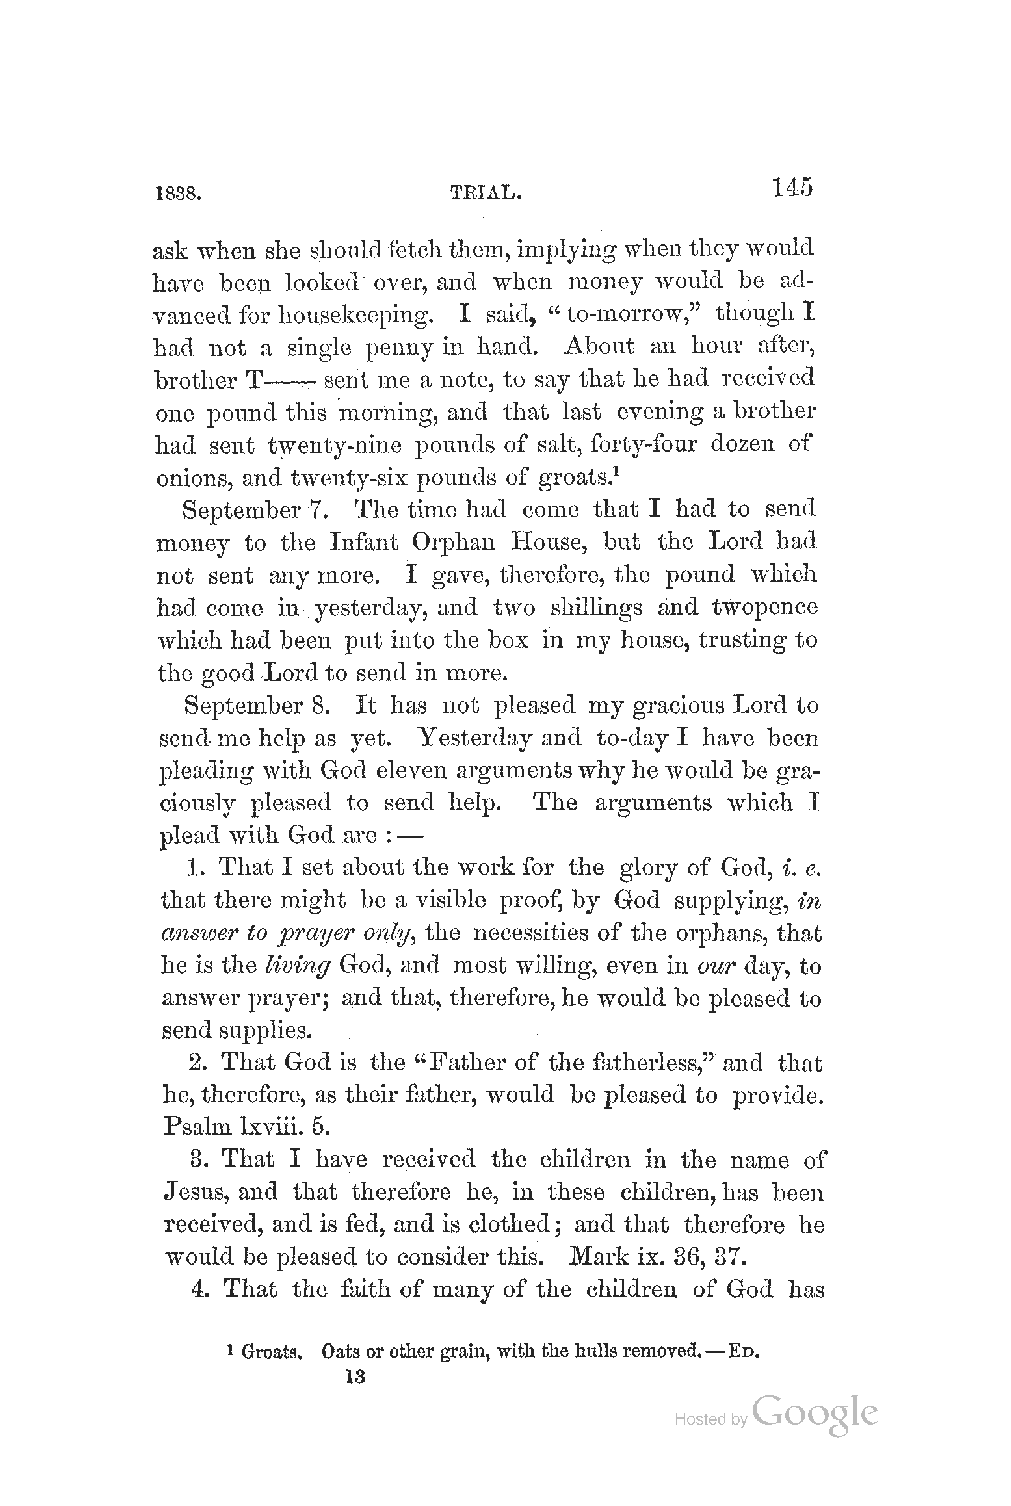 1838. TRIAL. 145
ask when she should fetch them, implying when they would
have been looked over, and when money would be ad-
vanced for housekeeping. I said, "to-morrow," though I
had not a single penny in hand. About an hour after,
brother T—— sent me a note, to say that he had received
one pound this morning, and that last evening a brother
had sent twenty-nine pounds of salt, forty-four dozen of
onions, and twenty-six pounds of groats.¹
September 7. The time had come that I had to send
money to the Infant Orphan House, but the Lord had
not sent any more. I gave, therefore, the pound which
had come in yesterday, and two shillings and twopence
which had been put into the box in my house, trusting to
the good Lord to send in more.
September 8. It has not pleased my gracious Lord to
send me help as yet. Yesterday and to-day I have been
pleading with God eleven arguments why he would be gra-
ciously pleased to send help. The arguments which I
plead with God are : —
1. That I set about the work for the glory of God, i. e.
that there might be a visible proof, by God supplying, in
answer to prayer only, the necessities of the orphans, that
he is the living God, and most willing, even in our day, to
answer prayer; and that, therefore, he would be pleased to
send supplies.
2. That God is the "Father of the fatherless," and that
he, therefore, as their father, would be pleased to provide.
Psalm lxviii. 5.
3. That I have received the children in the name of
Jesus, and that therefore he, in these children, has been
received, and is fed, and is clothed; and that therefore he
would be pleased to consider this. Mark ix. 36, 37.
4. That the faith of many of the children of God has
¹ Groats. Oats or other grain, with the hulls removed.—ED.
13
Hosted by Google